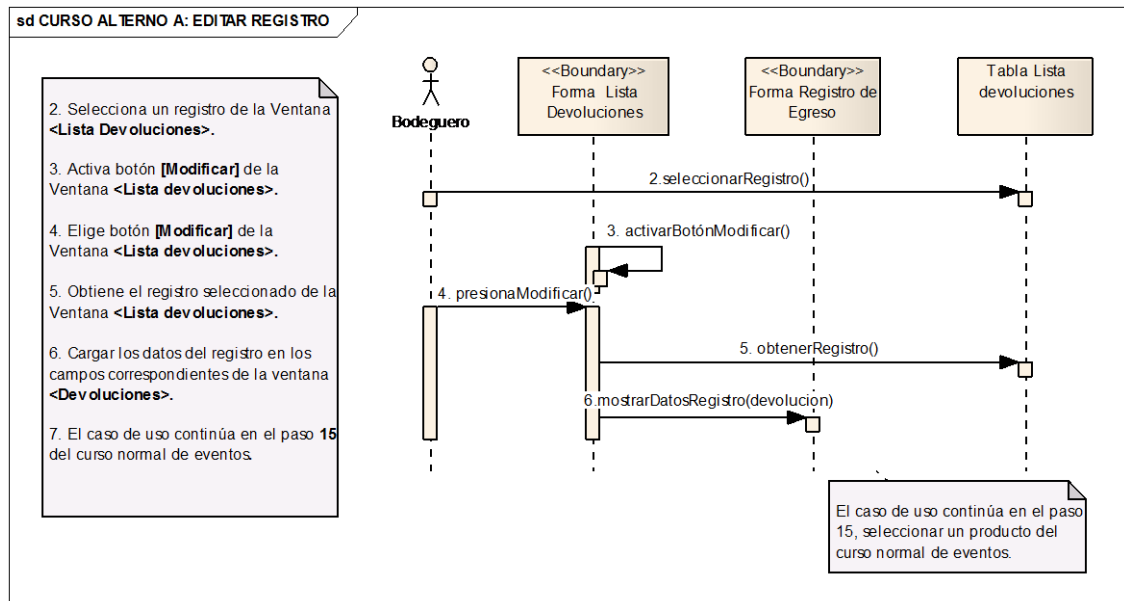 sd CURSO ALTERNO A: EDITAR REGISTRO
2. Selecciona un registro de la Ventana
<Lista Devoluciones>.
3. Activa botón [Modificar] de la
Ventana <Lista devoluciones>.
4. Elige botón [Modificar] de la
Ventana <Lista devoluciones>.
5. Obtiene el registro seleccionado de la
Ventana <Lista devoluciones>.
6. Cargar los datos del registro en los
campos correspondientes de la ventana
<Devoluciones>.
7. El caso de uso continúa en el paso 15
del curso normal de eventos.
Bodeguero
<<Boundary>>
Forma Lista
Devoluciones
<<Boundary>>
Forma Registro de
Egreso
Tabla Lista
devoluciones
2.seleccionarRegistro()
3. activarBotónModificar()
4. presionaModificar()
5. obtenerRegistro()
6.mostrarDatosRegistro(devolucion)
El caso de uso continúa en el paso
15, seleccionar un producto del
curso normal de eventos.